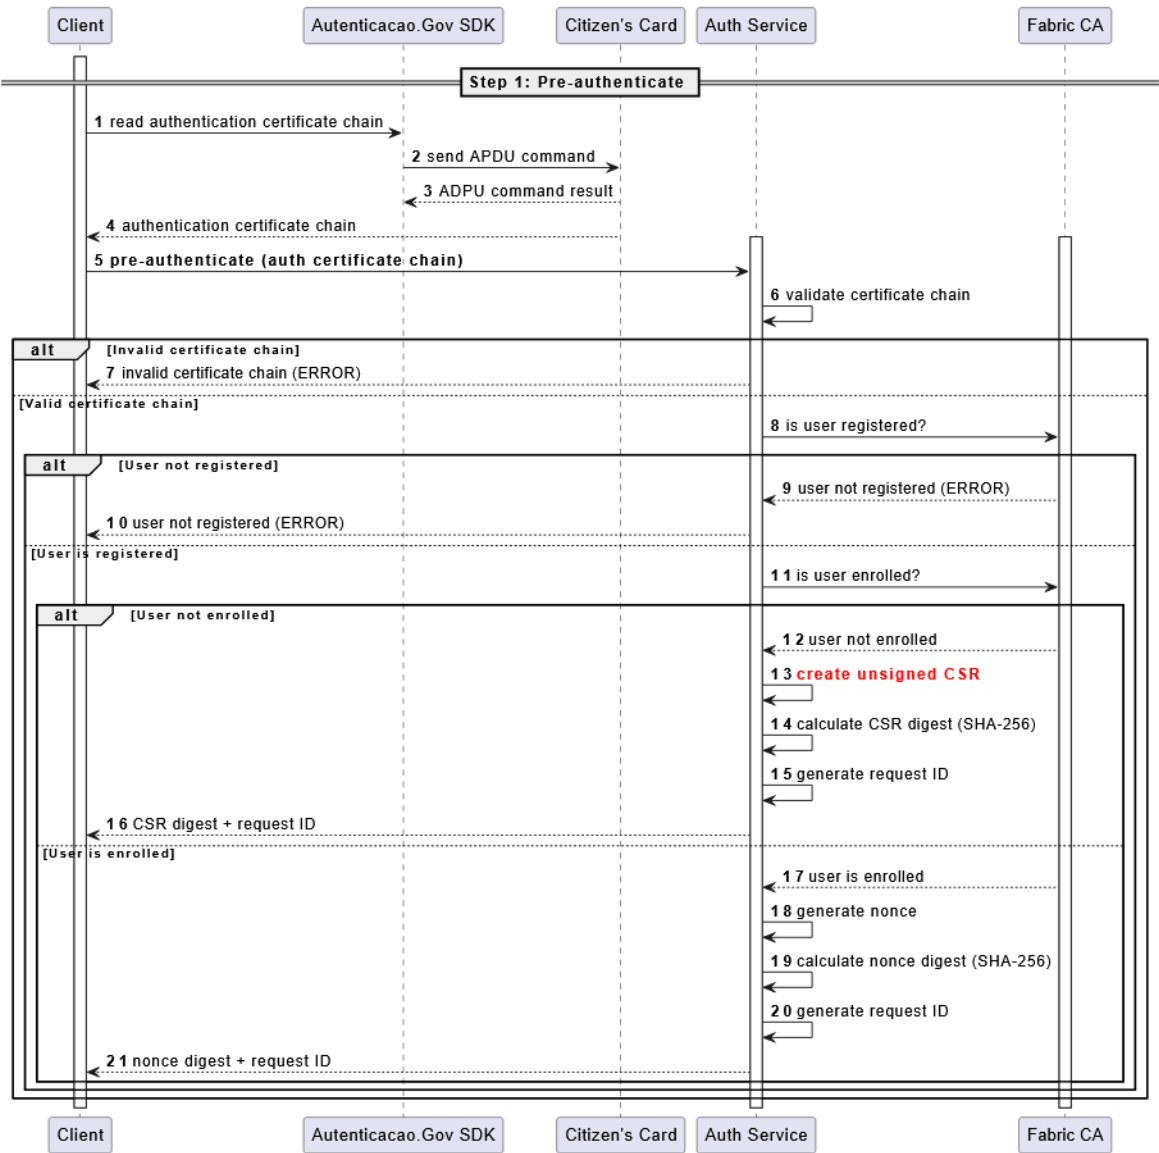 Client Autenticacao.Gov SDK Citizen's Card Auth Service Fabric CA
Step 1: Pre-authenticate
1 read authentication certificate chain
2 send APDU command
3 ADPU command result
4 authentication certificate chain
5 pre-authenticate (auth certificate chain)
6 validate certificate chain
alt [Invalid certificate chain]
7 invalid certificate chain (ERROR)
[Valid certificate chain]
8 is user registered?
alt [User not registered]
9 user not registered (ERROR)
10 user not registered (ERROR)
[User is registered]
11 is user enrolled?
alt [User not enrolled]
12 user not enrolled
13 create unsigned CSR
14 calculate CSR digest (SHA-256)
15 generate request ID
16 CSR digest + request ID
[User is enrolled]
17 user is enrolled
18 generate nonce
19 calculate nonce digest (SHA-256)
20 generate request ID
21 nonce digest + request ID
Client Autenticacao.Gov SDK Citizen's Card Auth Service Fabric CA